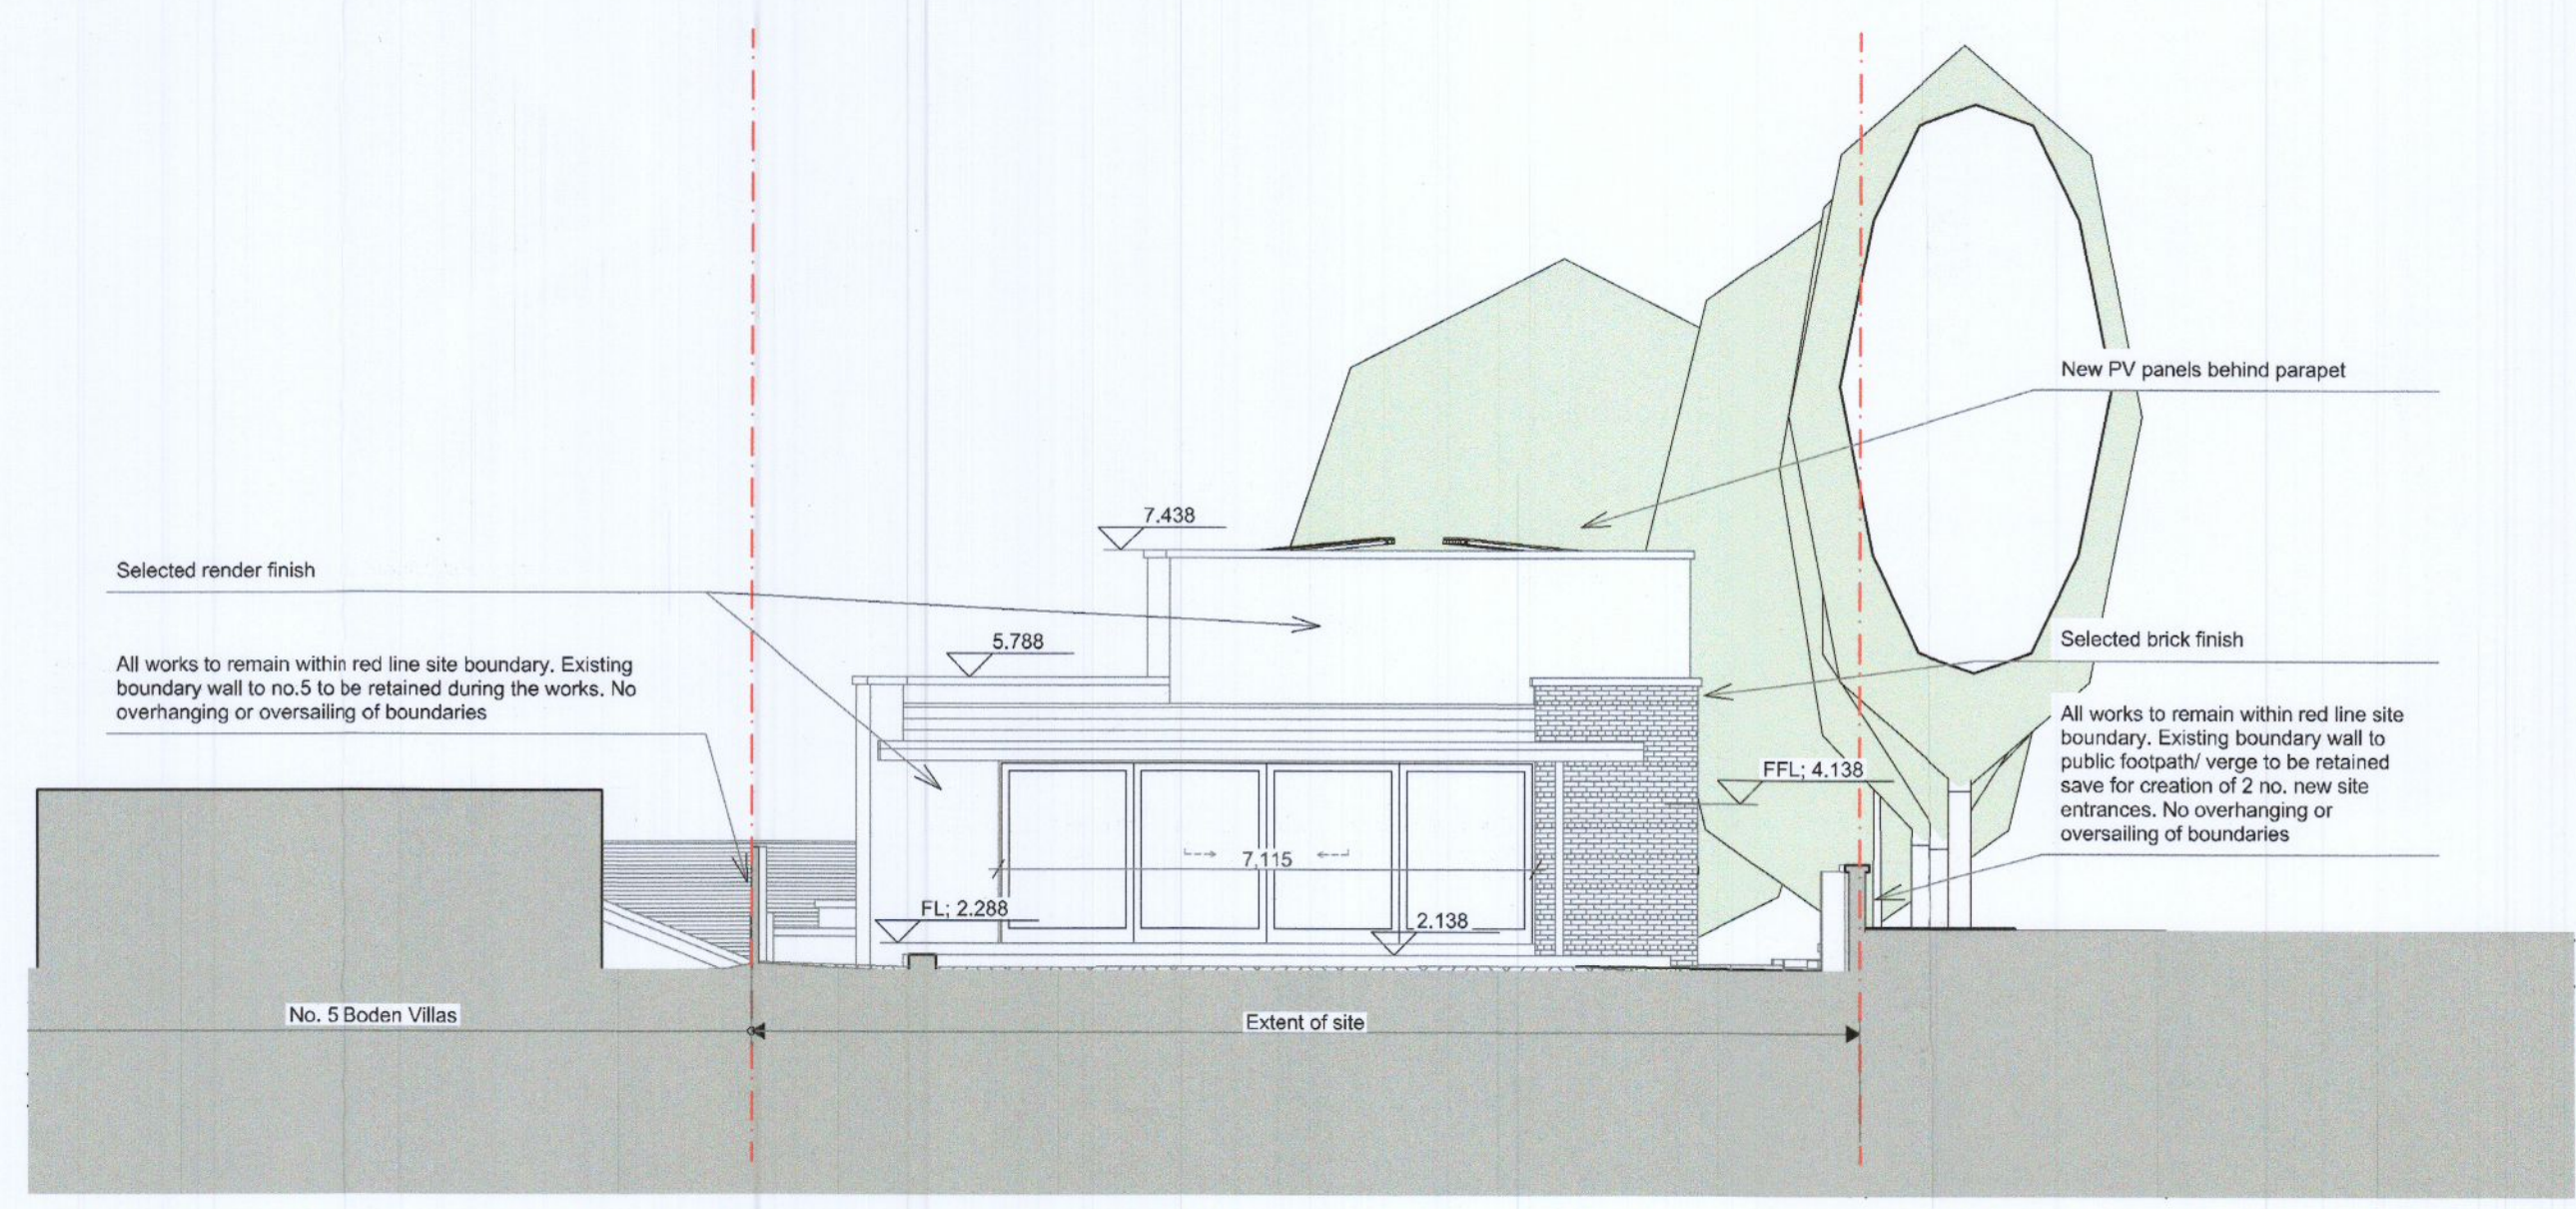 New PV panels behind parapet
7.438
Selected render finish
5.788
Selected brick finish
All works to remain within red line site boundary. Existing
boundary wall to no.5 to be retained during the works. No
overhanging or oversailing of boundaries
All works to remain within red line site
boundary. Existing boundary wall to
public footpath/ verge to be retained
save for creation of 2 no. new site
entrances. No overhanging or
oversailing of boundaries
FFL; 4.138
7,115
FL; 2.288
2.138
No. 5 Boden Villas
Extent of site